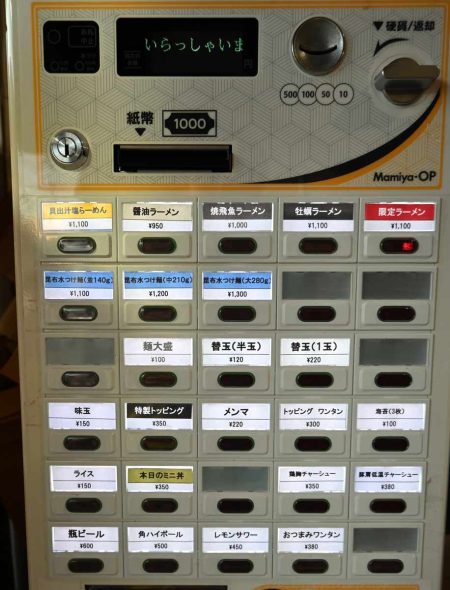 いらっしゃいま
円
▼硬貨/返却
500 100 50 10
紙幣
▼
1000
Mamiya-OP
貝出汁塩らーめん
¥1,100
醤油ラーメン
¥950
焼飛魚ラーメン
¥1,000
牡蠣ラーメン
¥1,100
限定ラーメン
¥1,100
昆布水つけ麺(並140g)
¥1,100
昆布水つけ麺(中210g)
¥1,200
昆布水つけ麺(大280g)
¥1,300
麺大盛
¥100
替玉(半玉)
¥120
替玉(1玉)
¥220
味玉
¥150
特製トッピング
¥350
メンマ
¥220
トッピング ワンタン
¥300
海苔(3枚)
¥100
ライス
¥150
本日のミニ丼
¥350
鶏胸チャーシュー
¥350
豚肩低温チャーシュー
¥380
瓶ビール
¥600
角ハイボール
¥500
レモンサワー
¥450
おつまみワンタン
¥380